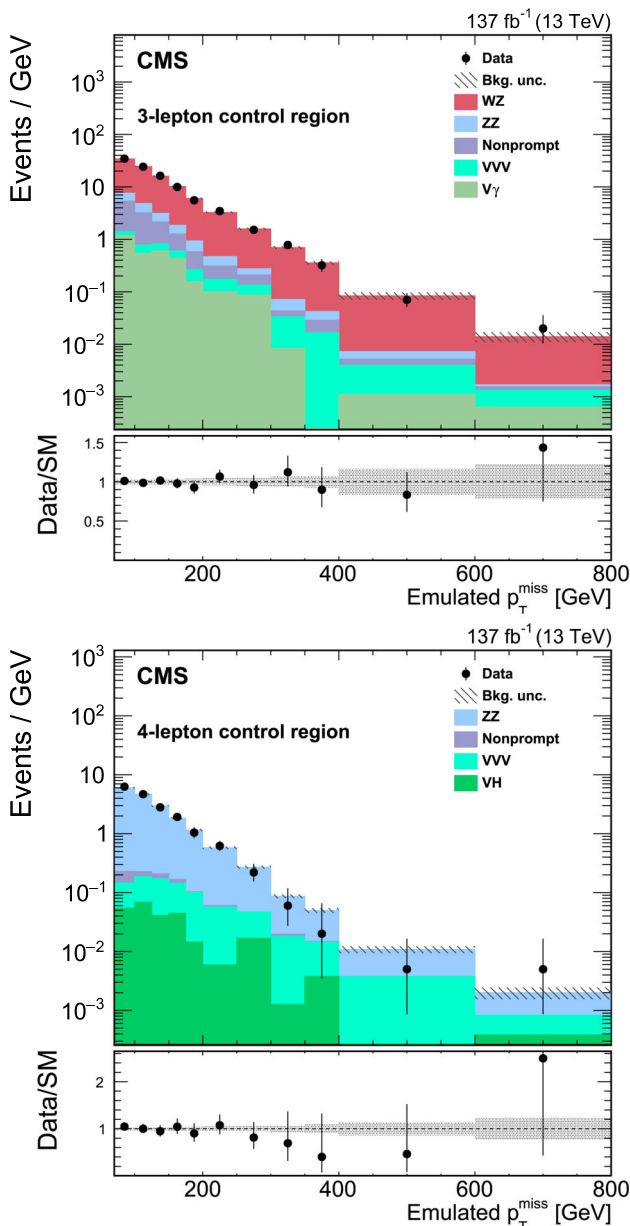 137 fb⁻¹ (13 TeV)
Events / GeV
10³
10²
10
1
10⁻¹
10⁻²
10⁻³
CMS
3-lepton control region
Data
Bkg. unc.
WZ
ZZ
Nonprompt
VVV
Vγ
Data/SM
1.5
1
0.5
200 400 600 800
Emulated p_T^miss [GeV]
137 fb⁻¹ (13 TeV)
Events / GeV
10³
10²
10
1
10⁻¹
10⁻²
10⁻³
CMS
4-lepton control region
Data
Bkg. unc.
ZZ
Nonprompt
VVV
VH
Data/SM
2
1
200 400 600 800
Emulated p_T^miss [GeV]